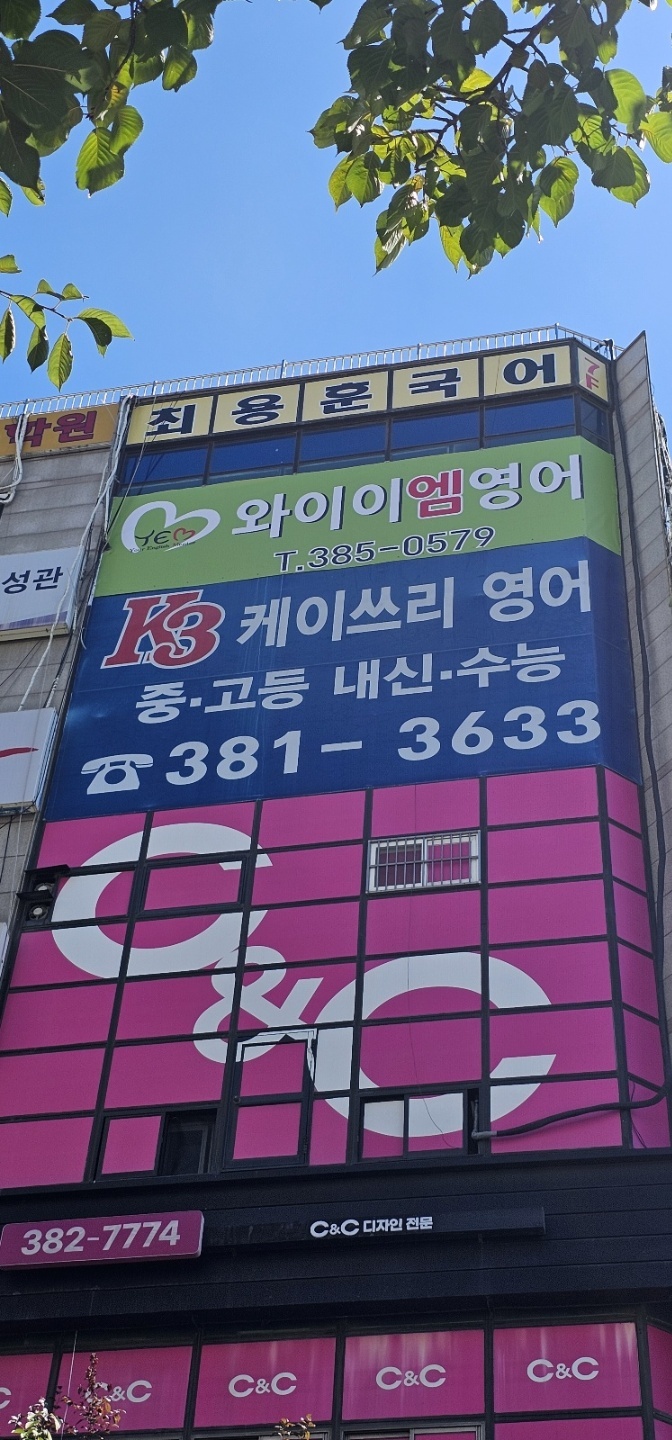 최용훈국어 7F
학원
와이이엠영어
YEM
T.385-0579
성관
K3 케이쓰리 영어
중·고등 내신·수능
☎381-3633
C&C
382-7774
C&C 디자인 전문
C&C C&C C&C C&C